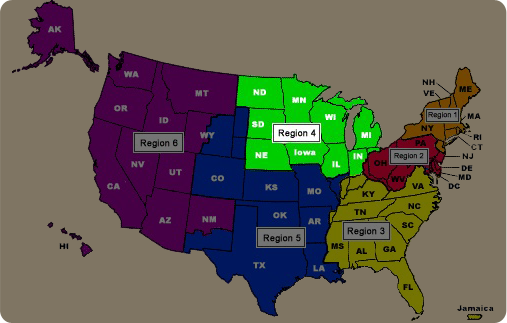 AK
WA
MT
ND
MN
ME
NH
VE
OR
ID
WY
SD
WI
MI
Region 1
MA
NY
RI
CT
Region 6
Region 4
NV
UT
NE
Iowa
IL
IN
OH
PA
Region 2
NJ
DE
MD
DC
WV
VA
CA
CO
KS
MO
KY
AZ
NM
OK
AR
TN
NC
SC
Region 5
Region 3
MS
AL
GA
TX
LA
FL
HI
Jamaica